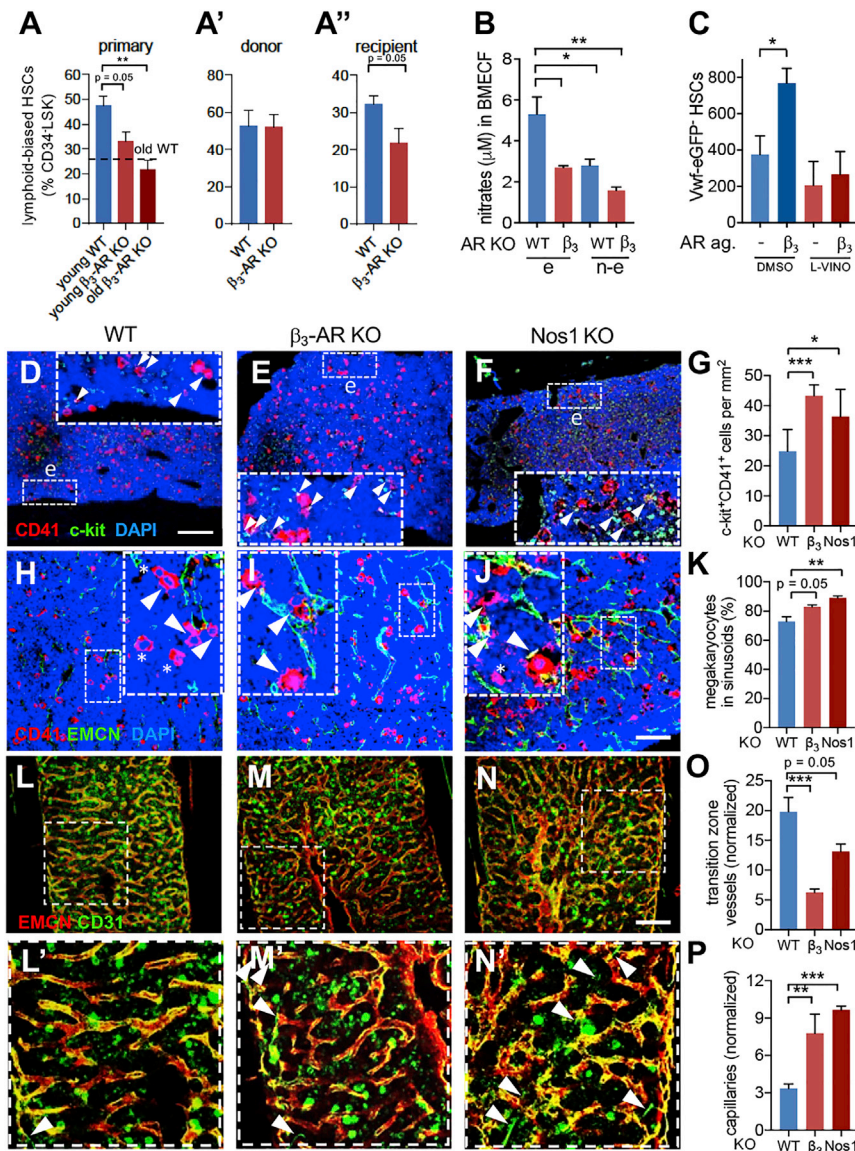 A
primary
**
p = 0.05
old WT
lymphoid-biased HSCs
(% CD34-LSK)
60
50
40
30
20
10
0
young WT
young β3-AR KO
old β3-AR KO
A'
donor
80
60
40
20
0
WT
β3-AR KO
A"
recipient
p = 0.05
40
30
20
10
0
WT
β3-AR KO
B
**
*
nitrates (μM) in BMECF
8
6
4
2
0
AR KO WT β3 WT β3
e n-e
C
*
Vwf-eGFP- HSCs
1000
800
600
400
200
0
AR ag. - β3 - β3
DMSO L-VINO
WT
β3-AR KO
Nos1 KO
D
e
CD41 c-kit DAPI
E
e
F
e
G
*
***
c-kit+CD41+ cells per mm2
60
50
40
30
20
10
0
KO WT β3 Nos1
H
*
*
*
CD41 EMCN DAPI
I
J
*
K
**
p = 0.05
megakaryocytes
in sinusoids (%)
100
75
50
25
0
KO WT β3 Nos1
L
EMCN CD31
M
N
O
p = 0.05
***
transition zone
vessels (normalized)
25
20
15
10
5
0
KO WT β3 Nos1
L'
M'
N'
P
***
**
capillaries (normalized)
12
9
6
3
0
KO WT β3 Nos1